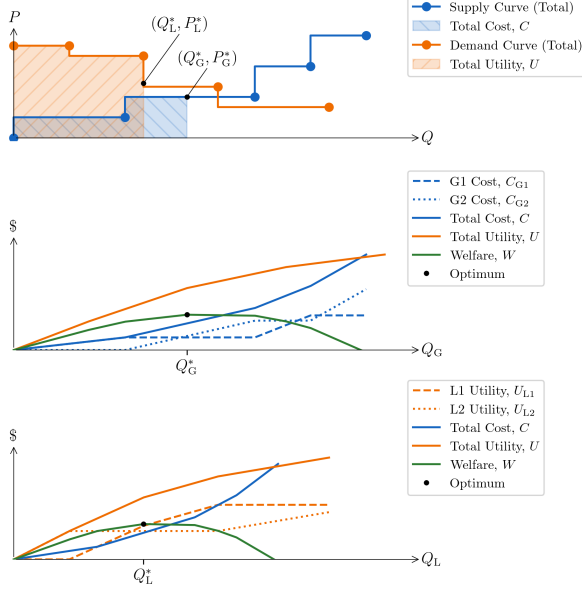 P
Supply Curve (Total)
Total Cost, C
Demand Curve (Total)
Total Utility, U
(Q*L, P*L)
(Q*G, P*G)
Q
G1 Cost, CG1
G2 Cost, CG2
Total Cost, C
Total Utility, U
Welfare, W
Optimum
$
QG
Q*G
L1 Utility, UL1
L2 Utility, UL2
Total Cost, C
Total Utility, U
Welfare, W
Optimum
$
QL
Q*L